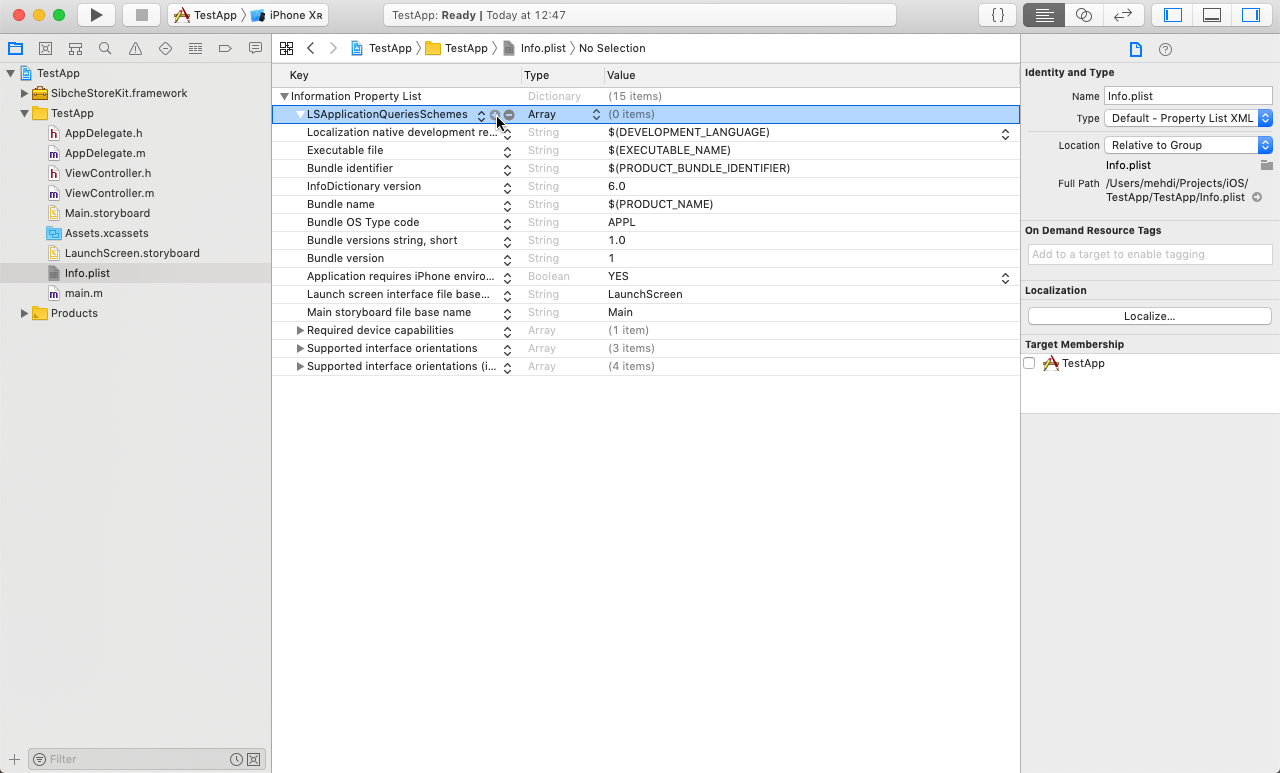 TestApp
iPhone XR
TestApp: Ready | Today at 12:47
TestApp
TestApp
Info.plist
No Selection
TestApp
SibcheStoreKit.framework
TestApp
AppDelegate.h
AppDelegate.m
ViewController.h
ViewController.m
Main.storyboard
Assets.xcassets
LaunchScreen.storyboard
Info.plist
main.m
Products
Filter
Key Type Value
Information Property List Dictionary (15 items)
LSApplicationQueriesSchemes Array (0 items)
Localization native development re... String $(DEVELOPMENT_LANGUAGE)
Executable file String $(EXECUTABLE_NAME)
Bundle identifier String $(PRODUCT_BUNDLE_IDENTIFIER)
InfoDictionary version String 6.0
Bundle name String $(PRODUCT_NAME)
Bundle OS Type code String APPL
Bundle versions string, short String 1.0
Bundle version String 1
Application requires iPhone enviro... Boolean YES
Launch screen interface file base... String LaunchScreen
Main storyboard file base name String Main
Required device capabilities Array (1 item)
Supported interface orientations Array (3 items)
Supported interface orientations (i... Array (4 items)
Identity and Type
Name Info.plist
Type Default - Property List XML
Location Relative to Group
Info.plist
Full Path /Users/mehdi/Projects/iOS/
TestApp/TestApp/Info.plist
On Demand Resource Tags
Add to a target to enable tagging
Localization
Localize...
Target Membership
TestApp